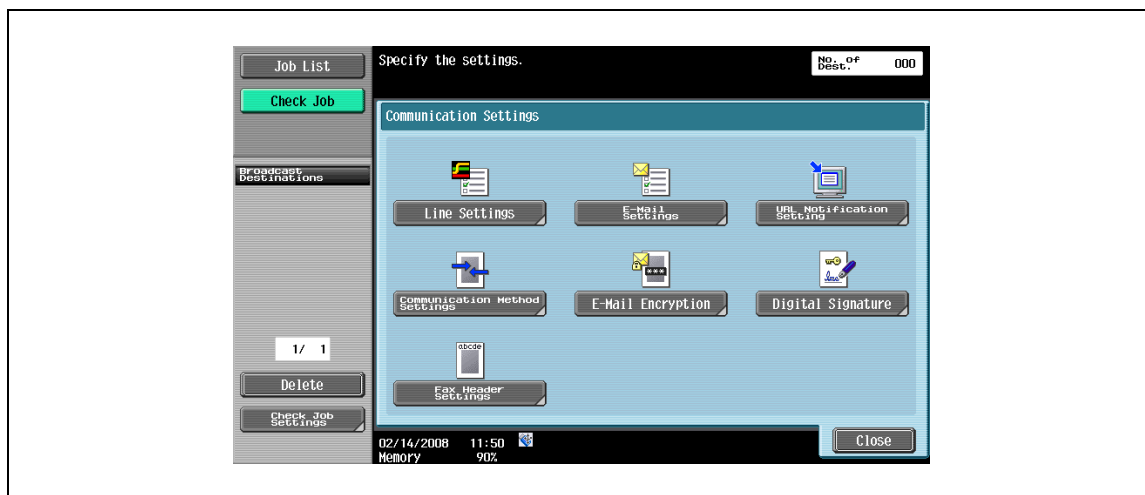 Job List
Check Job
Broadcast
Destinations
1/ 1
Delete
Check Job
Settings
Specify the settings.
No. of
Dest.
000
Communication Settings
Line Settings
E-Mail
Settings
URL Notification
Setting
Communication Method
Settings
***
E-Mail Encryption
Digital Signature
abcde
Fax Header
Settings
02/14/2008 11:50
Memory 90%
Close